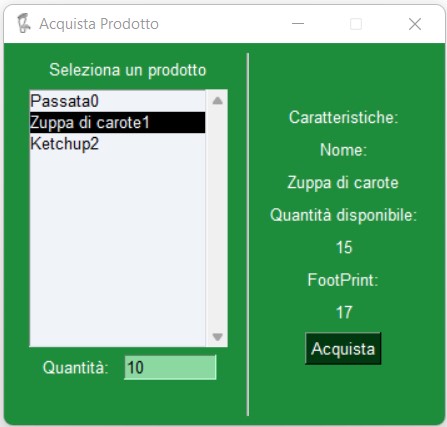 Acquista Prodotto
Seleziona un prodotto
Passata0
Zuppa di carote1
Ketchup2
Quantità:
10
Caratteristiche:
Nome:
Zuppa di carote
Quantità disponibile:
15
FootPrint:
17
Acquista